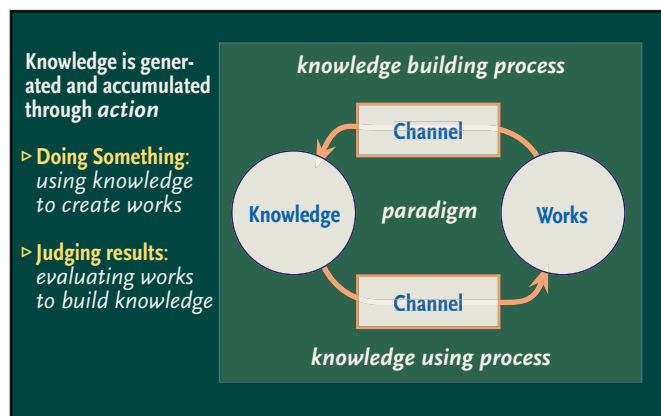 Knowledge is gener-
ated and accumulated
through action
▹ Doing Something:
using knowledge
to create works
▹ Judging results:
evaluating works
to build knowledge
knowledge building process
Channel
Knowledge
paradigm
Works
Channel
knowledge using process